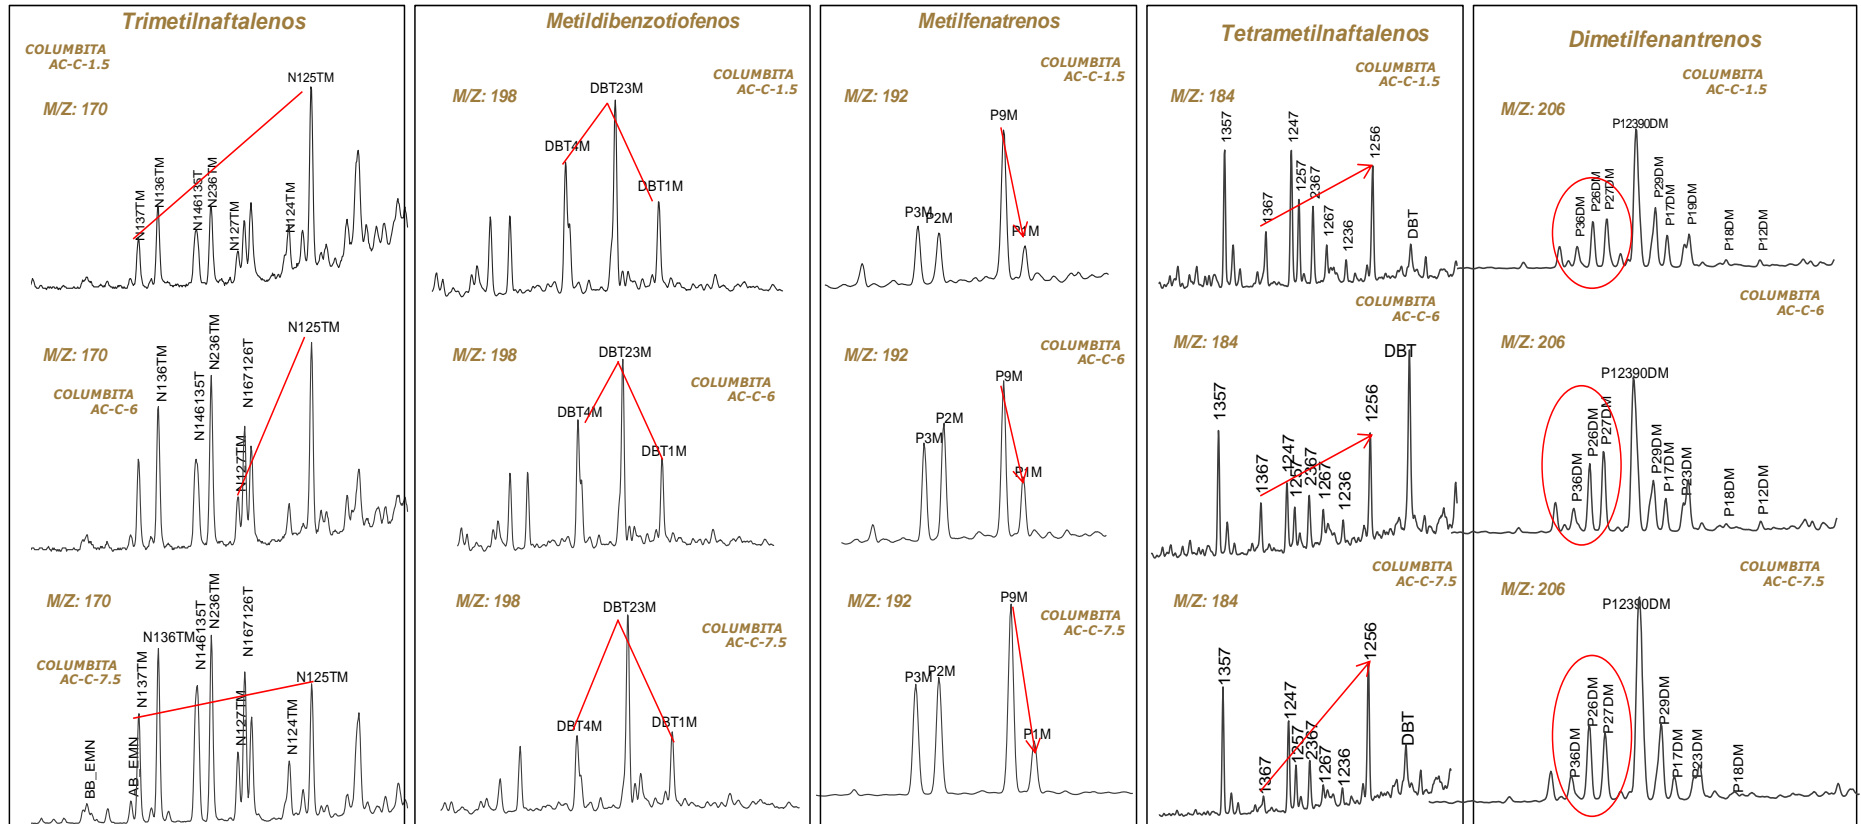 Trimetilnaftalenos
COLUMBITA
AC-C-1.5
M/Z: 170
N137TM
N136TM
N146135T
N236TM
N127TM
N124TM
N125TM
M/Z: 170
COLUMBITA
AC-C-6
N136TM
N146135T
N236TM
N127TM
N167126T
N125TM
M/Z: 170
COLUMBITA
AC-C-7.5
BB_EMN
AB_EMN
N137TM
N136TM
N146135T
N236TM
N127TM
N167126T
N124TM
N125TM
Metildibenzotiofenos
COLUMBITA
AC-C-1.5
M/Z: 198
DBT4M
DBT23M
DBT1M
M/Z: 198
COLUMBITA
AC-C-6
DBT4M
DBT23M
DBT1M
M/Z: 198
COLUMBITA
AC-C-7.5
DBT4M
DBT23M
DBT1M
Metilfenatrenos
COLUMBITA
AC-C-1.5
M/Z: 192
P3M
P2M
P9M
P1M
COLUMBITA
AC-C-6
M/Z: 192
P3M
P2M
P9M
P1M
M/Z: 192
COLUMBITA
AC-C-7.5
P3M
P2M
P9M
P1M
Tetrametilnaftalenos
COLUMBITA
AC-C-1.5
M/Z: 184
1357
1367
1247
1257
2367
1267
1236
1256
DBT
COLUMBITA
AC-C-6
M/Z: 184
1357
1367
1247
1257
2367
1267
1236
1256
DBT
COLUMBITA
AC-C-7.5
M/Z: 184
1357
1367
1247
1257
2367
1267
1236
1256
DBT
Dimetilfenantrenos
COLUMBITA
AC-C-1.5
M/Z: 206
P36DM
P26DM
P27DM
P12390DM
P29DM
P17DM
P19DM
P18DM
P12DM
COLUMBITA
AC-C-6
M/Z: 206
P36DM
P26DM
P27DM
P12390DM
P29DM
P17DM
P23DM
P18DM
P12DM
COLUMBITA
AC-C-7.5
M/Z: 206
P36DM
P26DM
P27DM
P12390DM
P29DM
P17DM
P23DM
P18DM